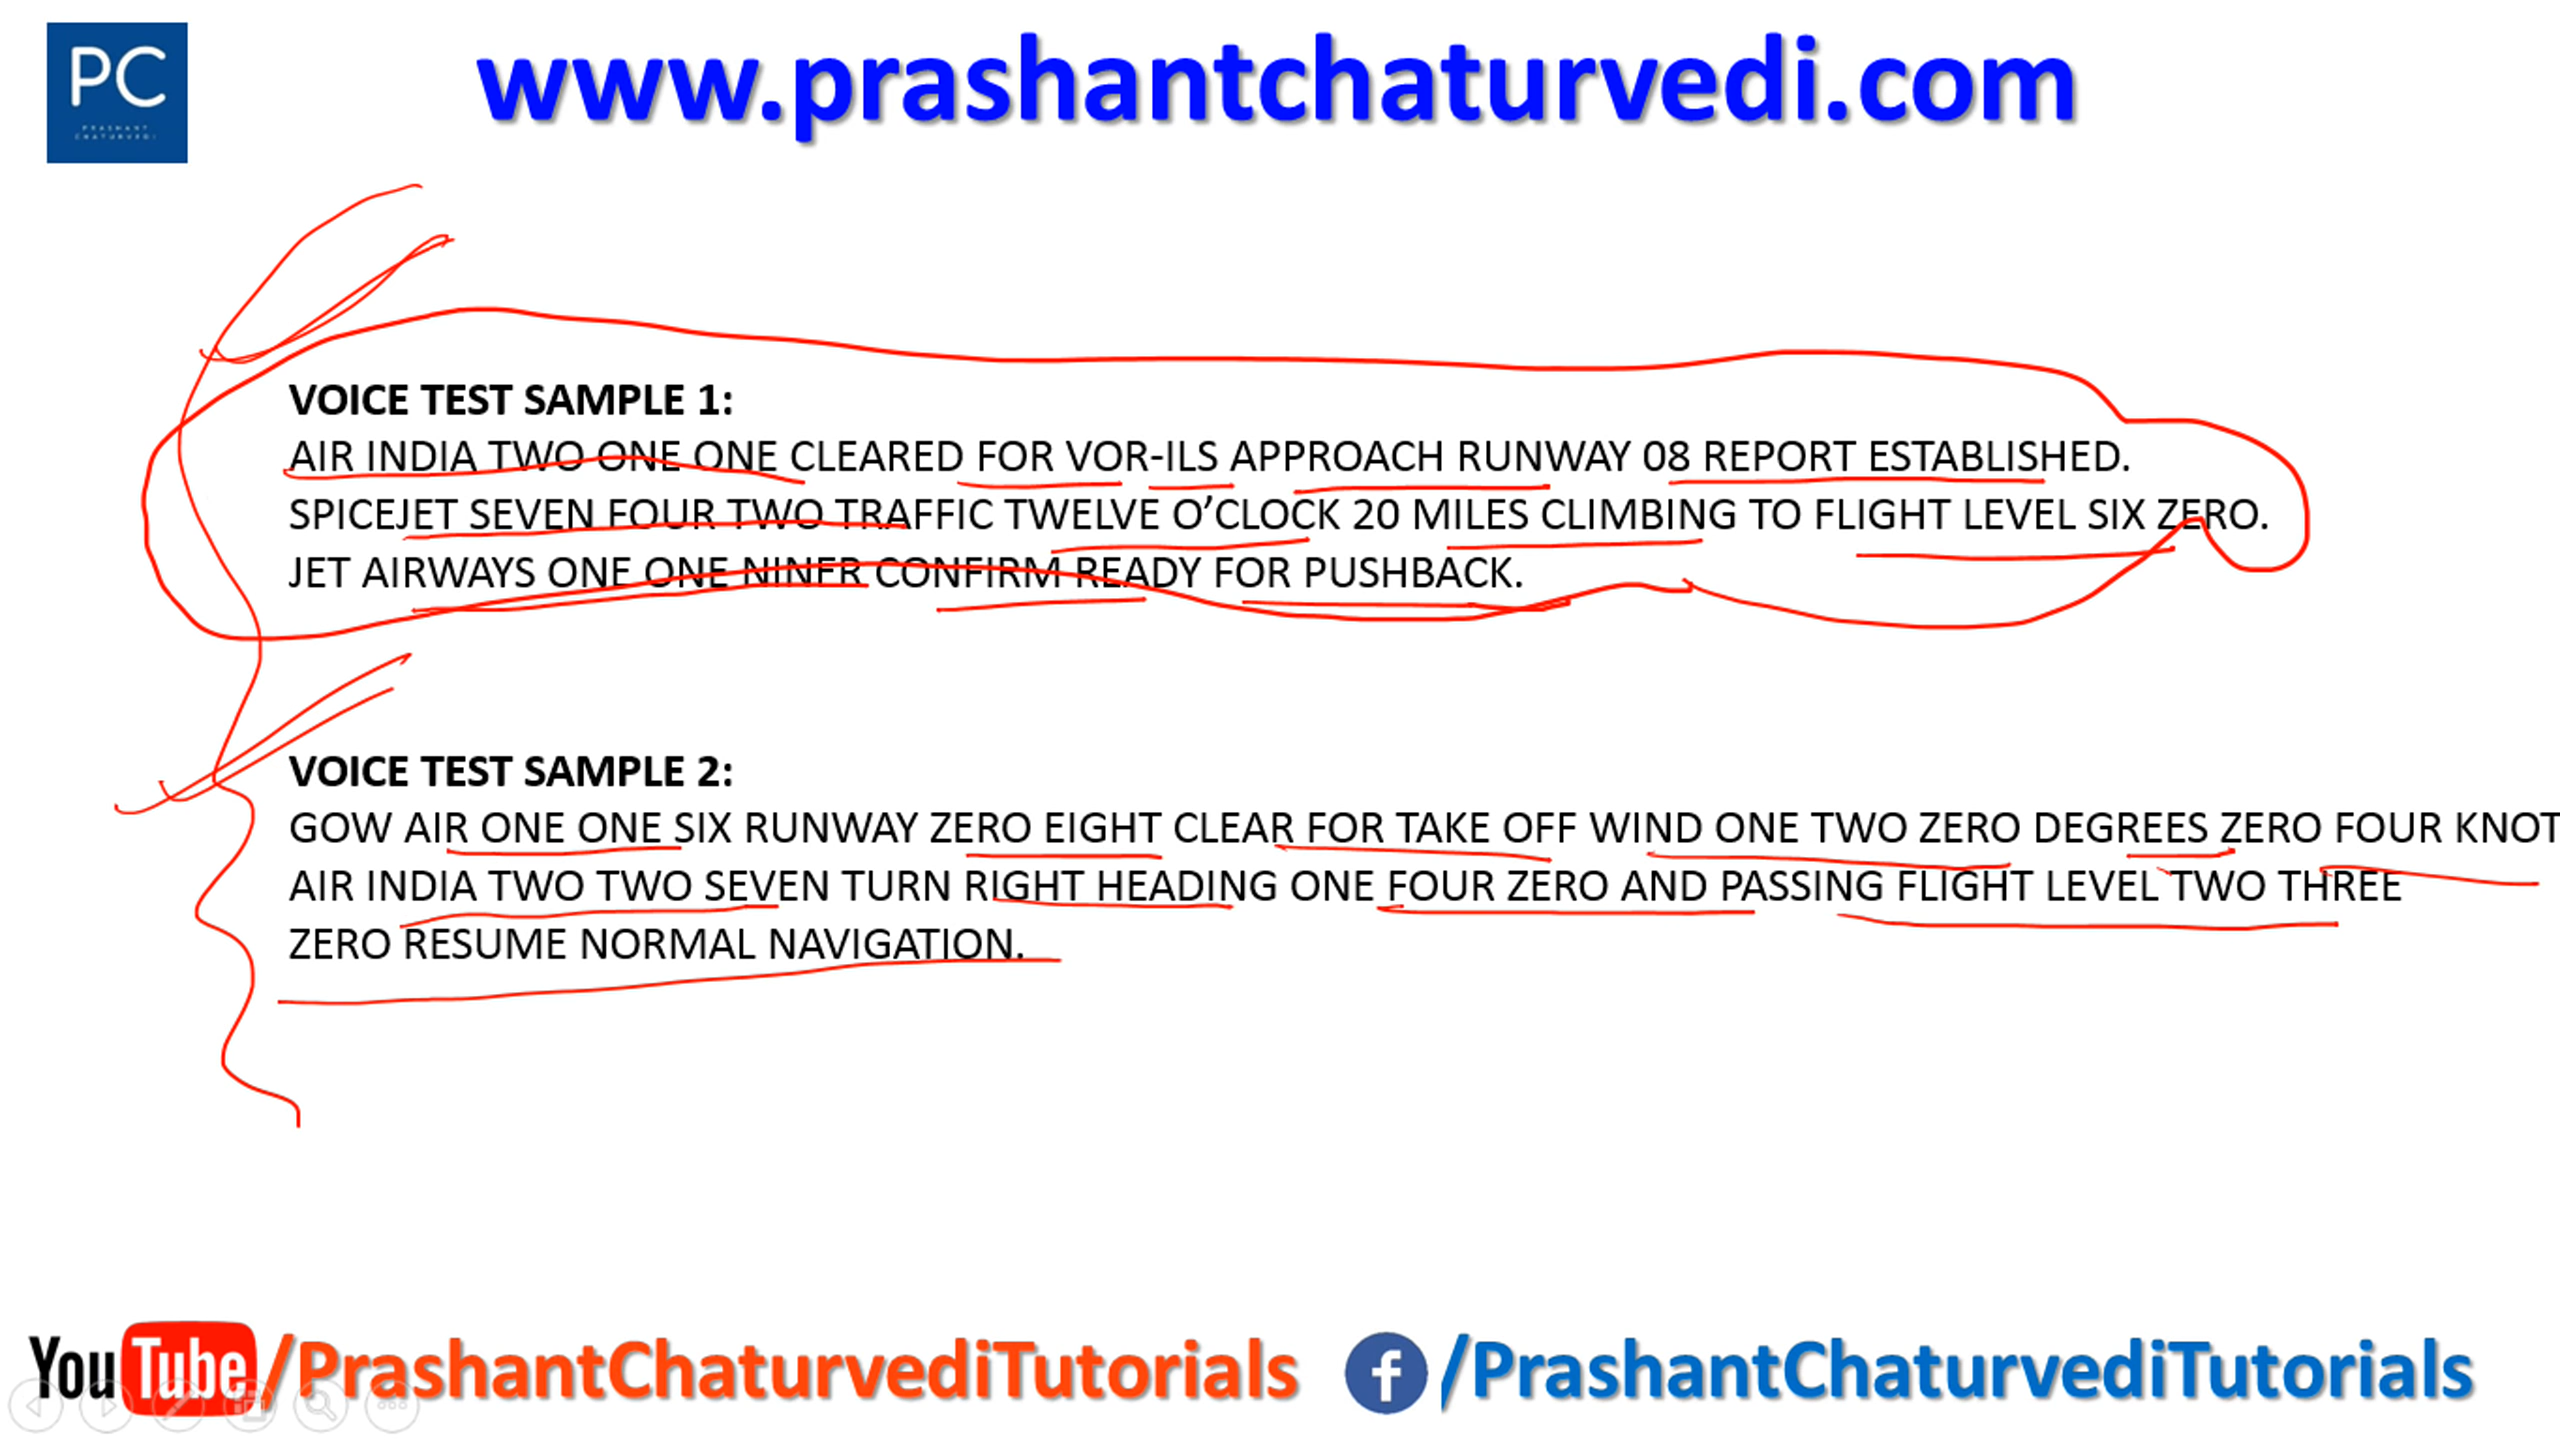 PC
PRASHANT
CHATURVEDI
www.prashantchaturvedi.com
VOICE TEST SAMPLE 1:
AIR INDIA TWO ONE ONE CLEARED FOR VOR-ILS APPROACH RUNWAY 08 REPORT ESTABLISHED.
SPICEJET SEVEN FOUR TWO TRAFFIC TWELVE O’CLOCK 20 MILES CLIMBING TO FLIGHT LEVEL SIX ZERO.
JET AIRWAYS ONE ONE NINER CONFIRM READY FOR PUSHBACK.
VOICE TEST SAMPLE 2:
GOW AIR ONE ONE SIX RUNWAY ZERO EIGHT CLEAR FOR TAKE OFF WIND ONE TWO ZERO DEGREES ZERO FOUR KNOT
AIR INDIA TWO TWO SEVEN TURN RIGHT HEADING ONE FOUR ZERO AND PASSING FLIGHT LEVEL TWO THREE
ZERO RESUME NORMAL NAVIGATION.
YouTube/PrashantChaturvediTutorials f/PrashantChaturvediTutorials